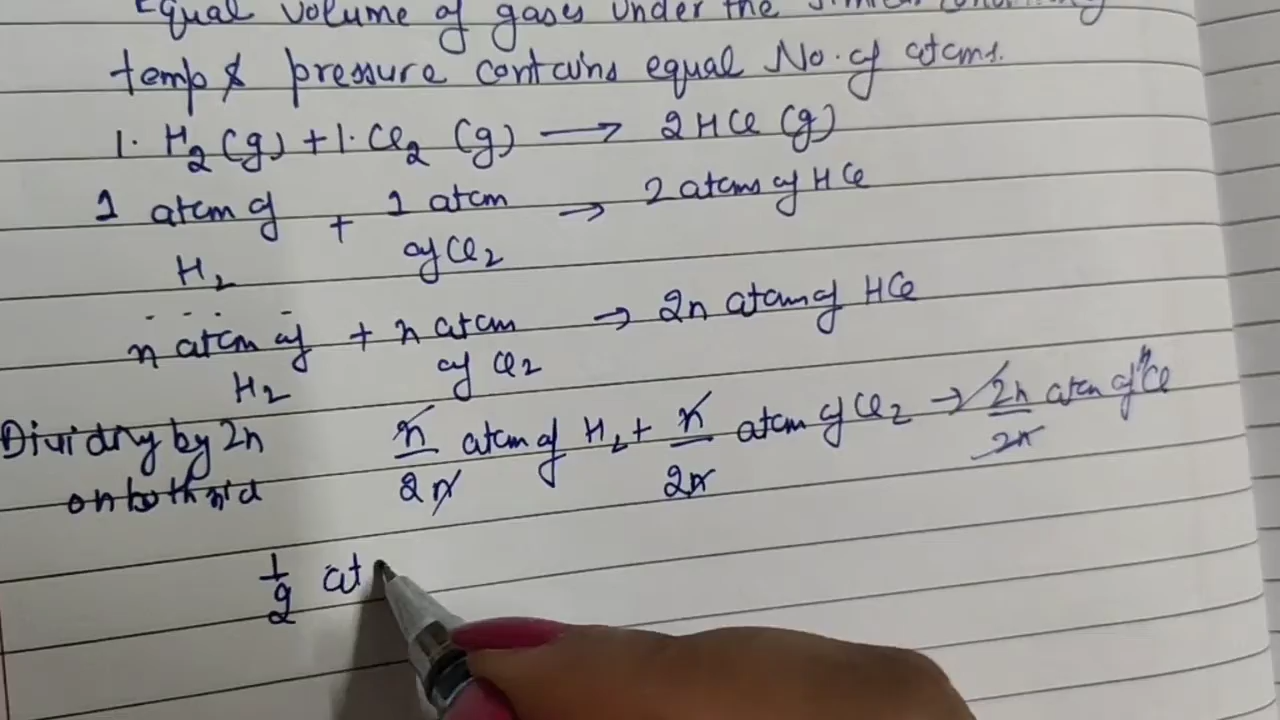 Equal volume of gases under the
temp & pressure contains equal No. of atoms.
1. H₂(g) + 1. Cl₂ (g) → 2HCl (g)
1 atom of H₂ + 1 atom of Cl₂ → 2 atoms of HCl
n atom of H₂ + n atom of Cl₂ → 2n atom of HCl
Dividry by 2n on both sid n/2n atom of H₂ + n/2n atom of Cl₂ → 2n/2n atom of HCl
1/2 at